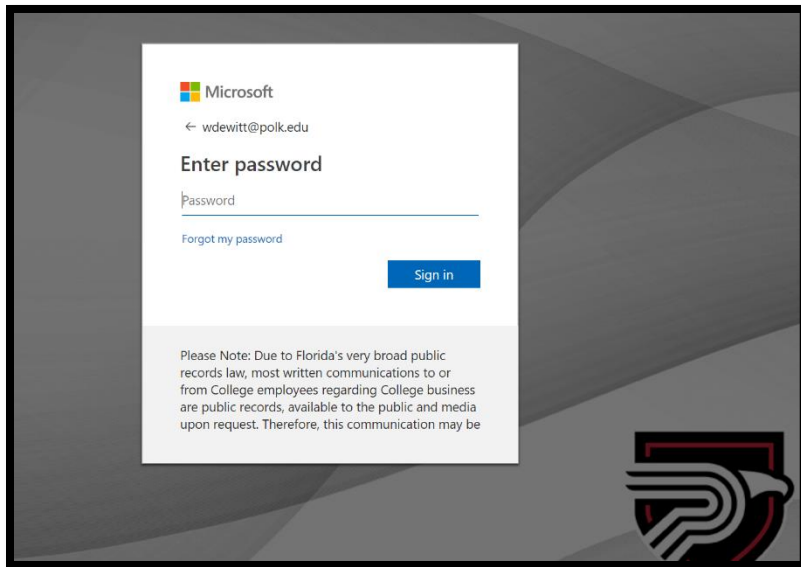 Microsoft
← wdewitt@polk.edu
Enter password
Password
Forgot my password
Sign in
Please Note: Due to Florida's very broad public
records law, most written communications to or
from College employees regarding College business
are public records, available to the public and media
upon request. Therefore, this communication may be